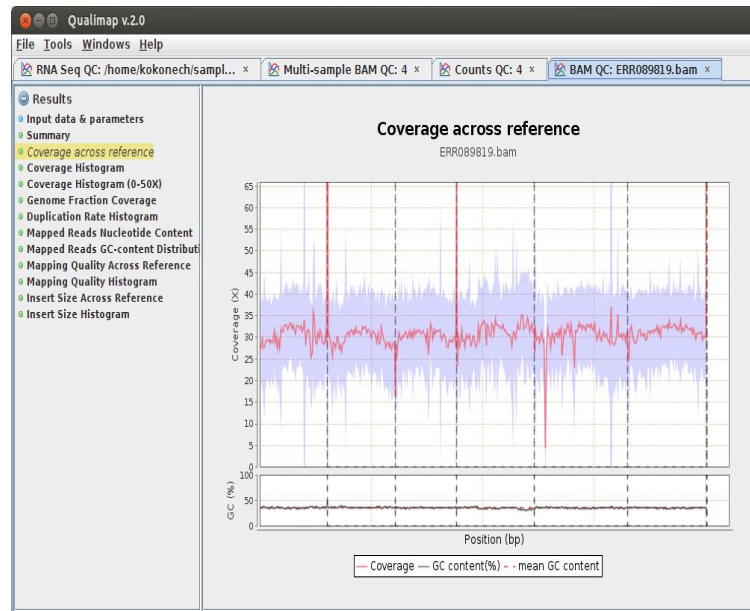 Qualimap v.2.0
File Tools Windows Help
RNA Seq QC: /home/kokonech/sampl... × Multi-sample BAM QC: 4 × Counts QC: 4 × BAM QC: ERR089819.bam ×
Results
Input data & parameters
Summary
Coverage across reference
Coverage Histogram
Coverage Histogram (0-50X)
Genome Fraction Coverage
Duplication Rate Histogram
Mapped Reads Nucleotide Content
Mapped Reads GC-content Distributi
Mapping Quality Across Reference
Mapping Quality Histogram
Insert Size Across Reference
Insert Size Histogram
Coverage across reference
ERR089819.bam
Coverage (X)
65
60
55
50
45
40
35
30
25
20
15
10
5
0
GC (%)
100
50
0
Position (bp)
Coverage GC content(%) mean GC content